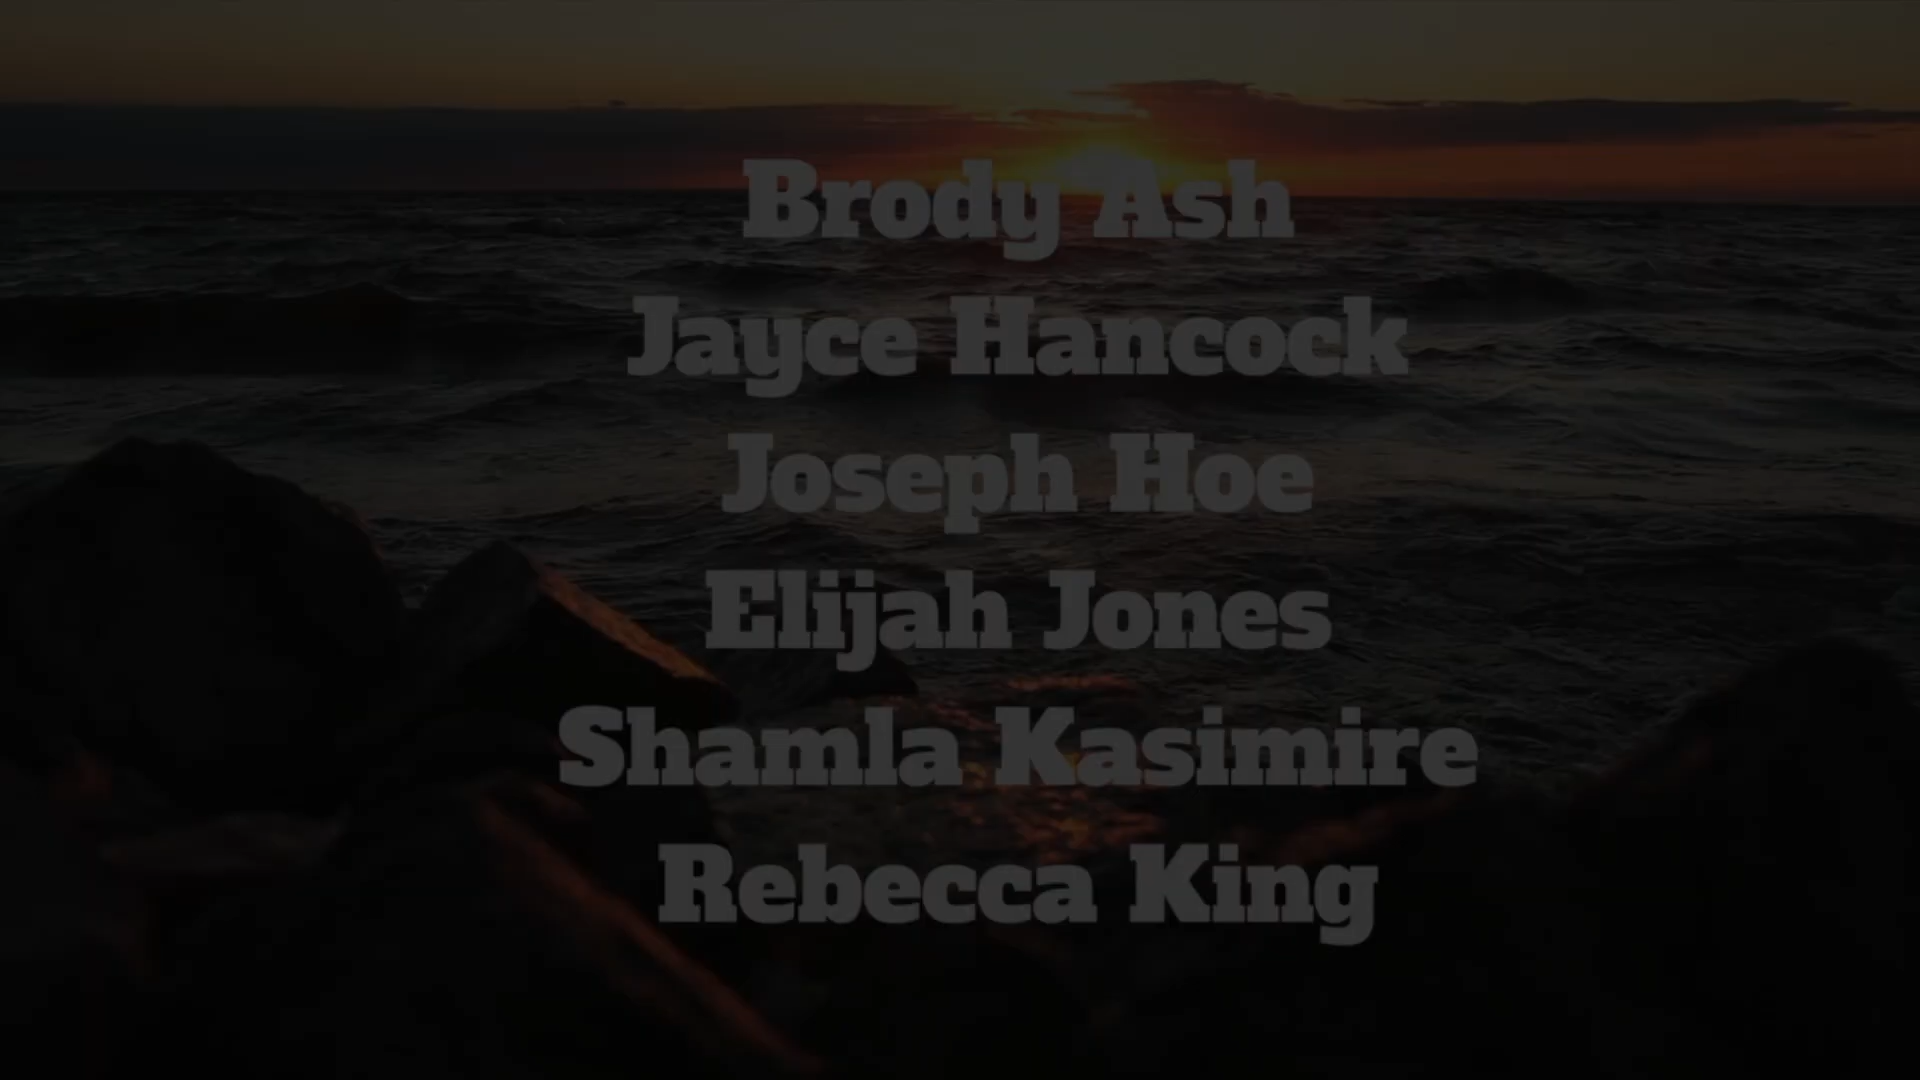 Brody Ash
Jayce Hancock
Joseph Hoe
Elijah Jones
Shamla Kasimire
Rebecca King